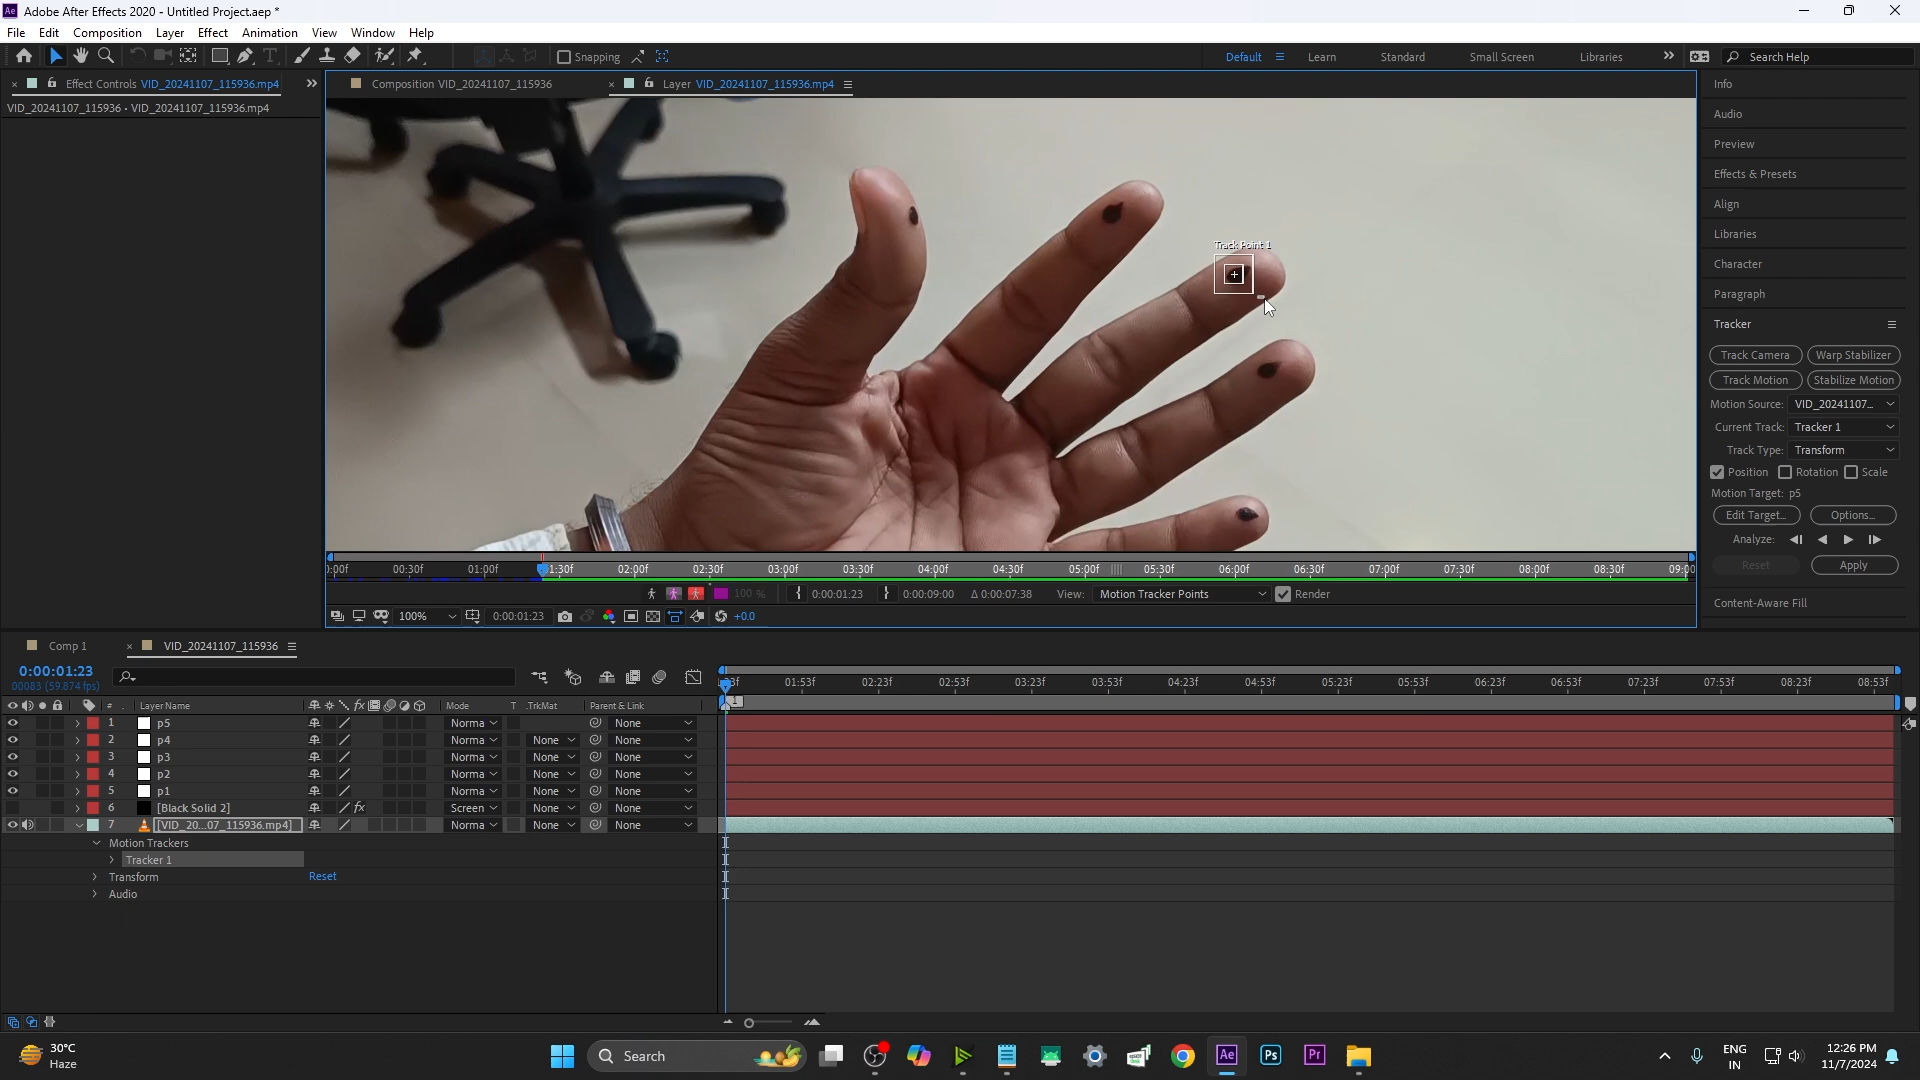 Ae Adobe After Effects 2020 - Untitled Project.aep *
File Edit Composition Layer Effect Animation View Window Help
Snapping Default Learn Standard Small Screen Libraries Search Help
Effect Controls VID_20241107_115936.mp4
VID_20241107_115936 • VID_20241107_115936.mp4
Composition VID_20241107_115936 Layer VID_20241107_115936.mp4
Info
Audio
Preview
Effects & Presets
Align
Libraries
Character
Paragraph
Tracker
Track Camera Warp Stabilizer
Track Motion Stabilize Motion
Motion Source: VID_20241107...
Current Track: Tracker 1
Track Type: Transform
Position Rotation Scale
Motion Target: p5
Edit Target... Options...
Analyze:
Reset Apply
Content-Aware Fill
Track Point 1
00:30f 01:00f 1:30f 02:00f 02:30f 03:00f 03:30f 04:00f 04:30f 05:00f 05:30f 06:00f 06:30f 07:00f 07:30f 08:00f 08:30f 09:00
100 % 0:00:01:23 0:00:09:00 Δ 0:00:07:38 View: Motion Tracker Points Render
100% 0:00:01:23 +0.0
Comp 1 VID_20241107_115936
0:00:01:23
00083 (59.874 fps)
01:53f 02:23f 02:53f 03:23f 03:53f 04:23f 04:53f 05:23f 05:53f 06:23f 06:53f 07:23f 07:53f 08:23f 08:53f
# Layer Name Mode T .TrkMat Parent & Link
1
1 p5 Norma None
2 p4 Norma None None
3 p3 Norma None None
4 p2 Norma None None
5 p1 Norma None None
6 [Black Solid 2] fx Screen None None
7 [VID_20...07_115936.mp4] Norma None None
Motion Trackers
Tracker 1
Transform Reset
Audio
30°C
Haze
Search
Ae Ps Pr
ENG
IN
12:26 PM
11/7/2024